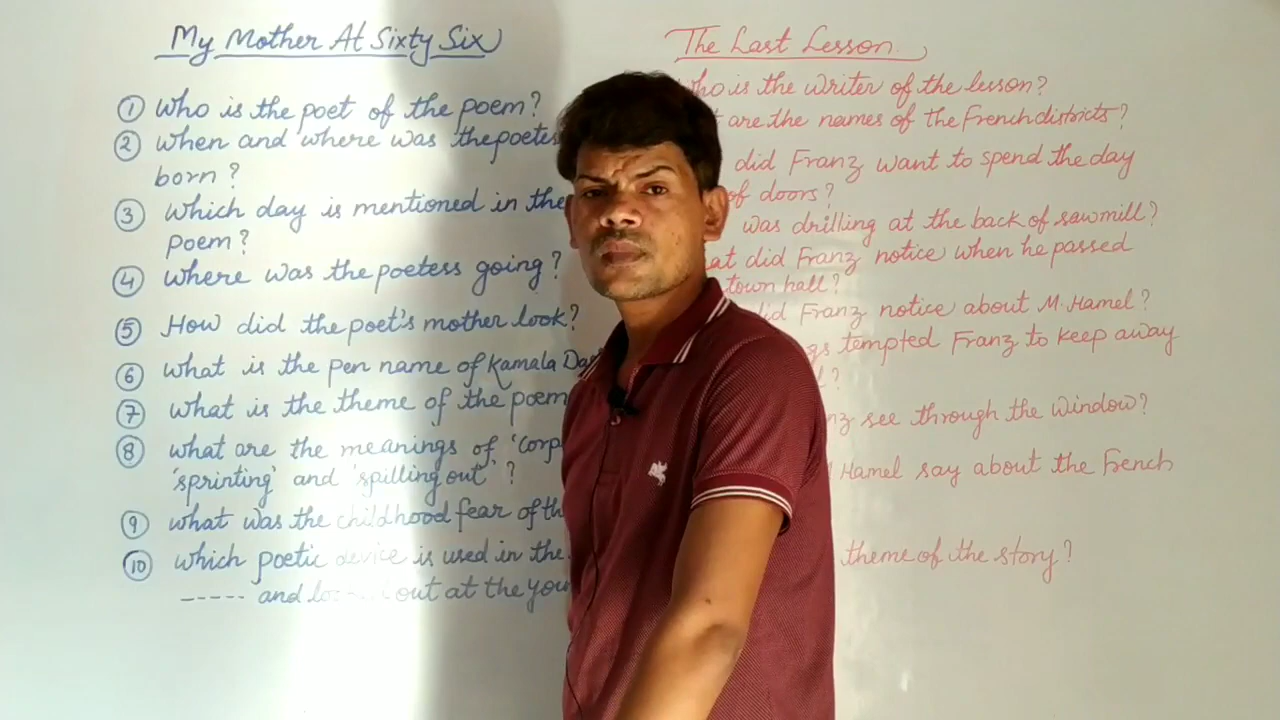 My Mother At Sixty Six
① Who is the poet of the poem?
② When and where was the poetes
born?
③ Which day is mentioned in the
poem?
④ where was the poetess going?
⑤ How did the poet's mother look?
⑥ what is the pen name of Kamala Das
⑦ what is the theme of the poem
⑧ what are the meanings of 'corp
'sprinting' and 'spilling out' ?
⑨ what was the childhood fear of th
⑩ which poetic device is used in the
----- and out at the youn
The Last Lesson
who is the writer of the lesson?
are the names of the French districts?
did Franz want to spend the day
of doors?
was drilling at the back of sawmill?
at did Franz notice when he passed
town hall?
did Franz notice about M. Hamel?
gs tempted Franz to keep away
?
nz see through the window?
Hamel say about the French
theme of the story?